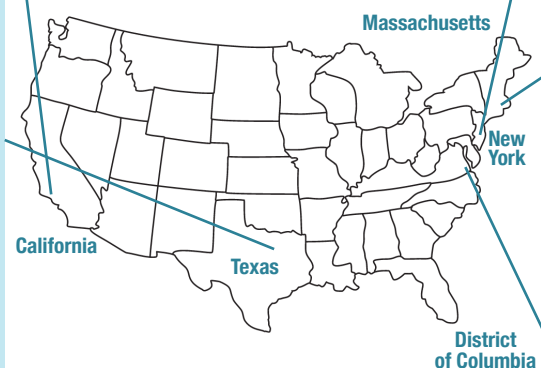 Massachusetts
New
York
California
Texas
District
of Columbia